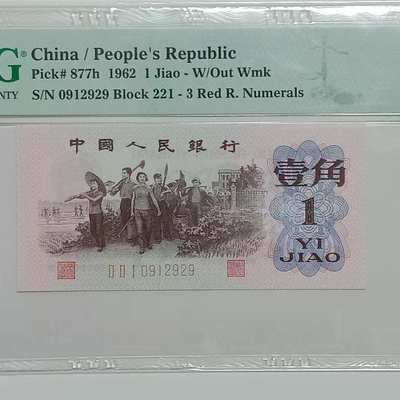 G® China / People's Republic
NTY Pick# 877h 1962 1 Jiao - W/Out Wmk
S/N 0912929 Block 221 - 3 Red R. Numerals
中國人民銀行
壹角
1
YI
JIAO
I 0912929